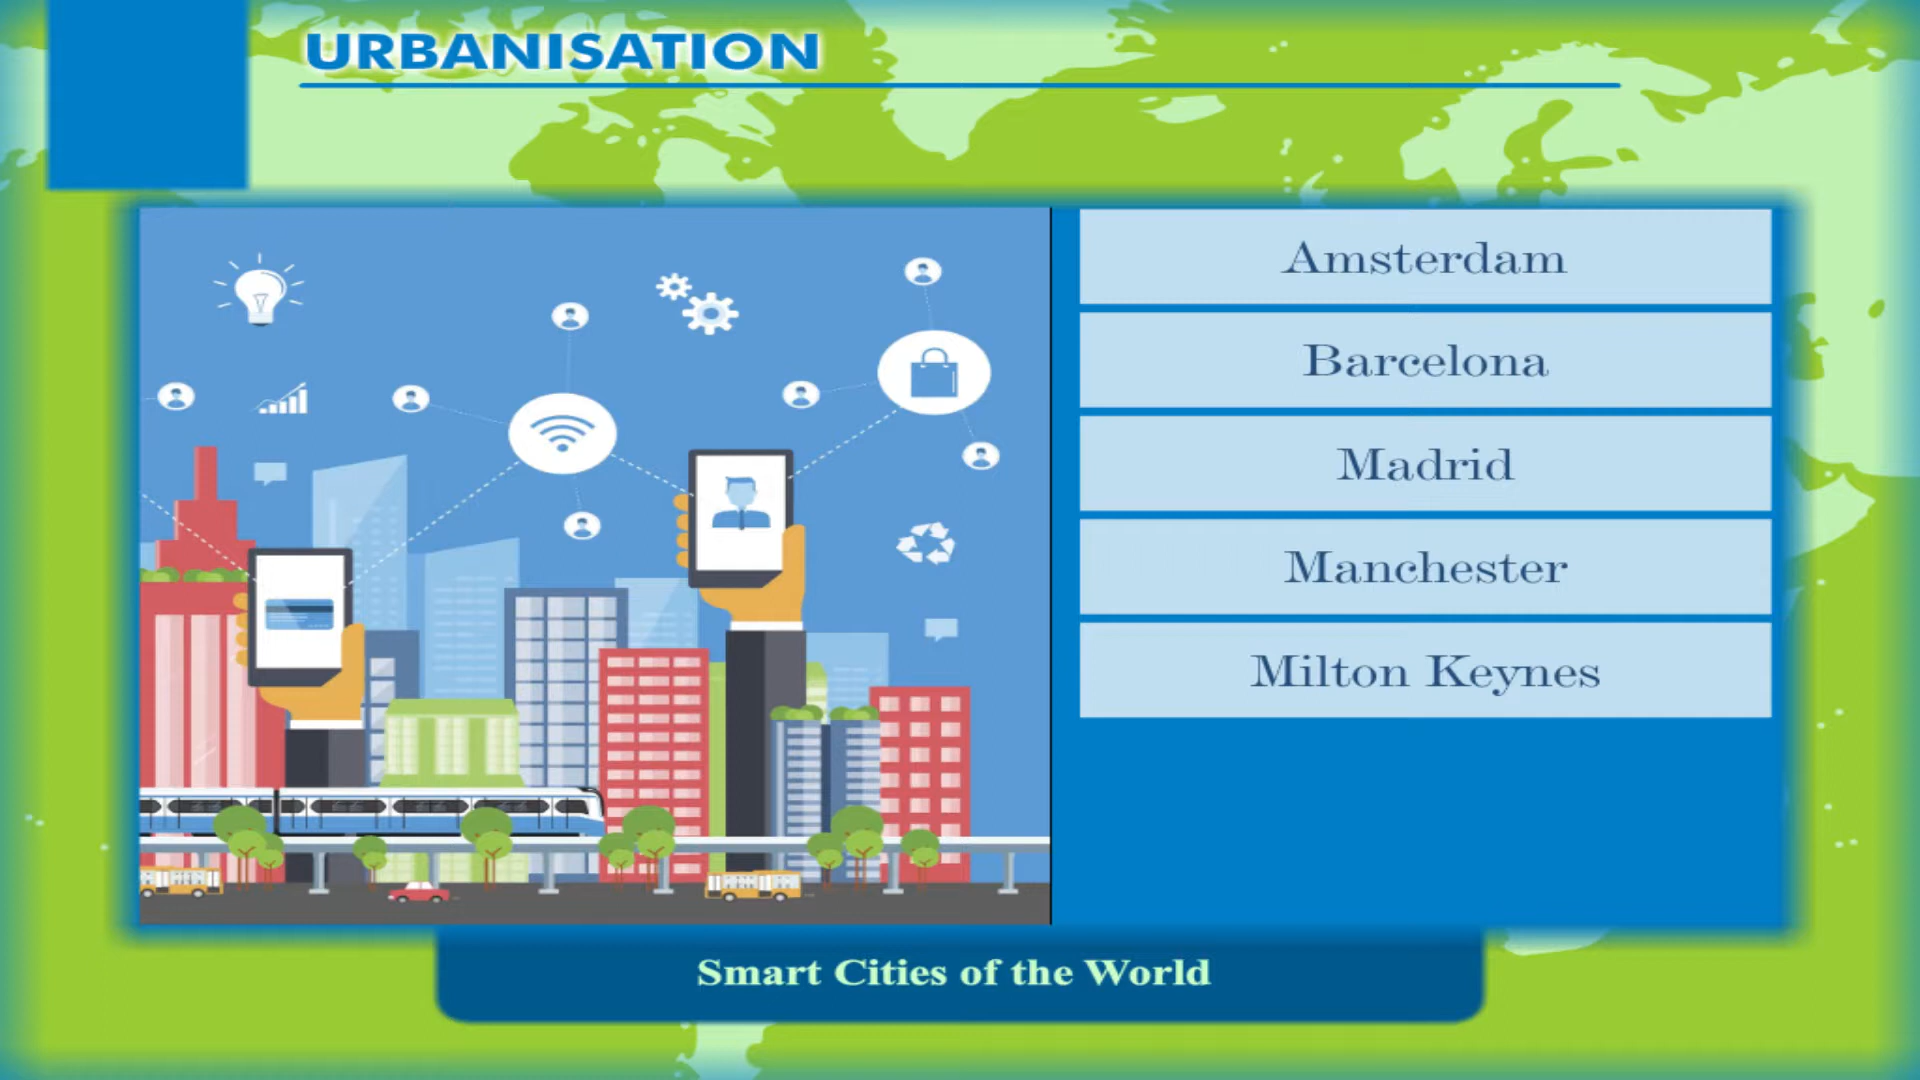 URBANISATION
Amsterdam
Barcelona
Madrid
Manchester
Milton Keynes
Smart Cities of the World